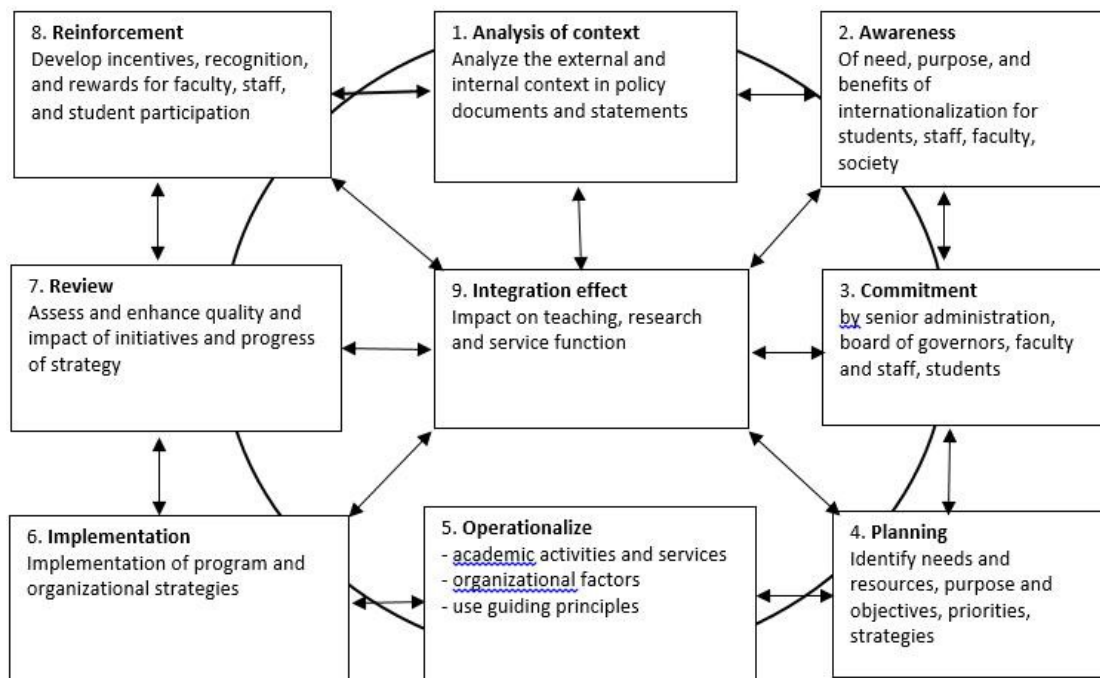 8. Reinforcement
Develop incentives, recognition,
and rewards for faculty, staff,
and student participation
1. Analysis of context
Analyze the external and
internal context in policy
documents and statements
2. Awareness
Of need, purpose, and
benefits of
internationalization for
students, staff, faculty,
society
7. Review
Assess and enhance quality and
impact of initiatives and progress
of strategy
9. Integration effect
Impact on teaching, research
and service function
3. Commitment
by senior administration,
board of governors, faculty
and staff, students
6. Implementation
Implementation of program and
organizational strategies
5. Operationalize
- academic activities and services
- organizational factors
- use guiding principles
4. Planning
Identify needs and
resources, purpose and
objectives, priorities,
strategies